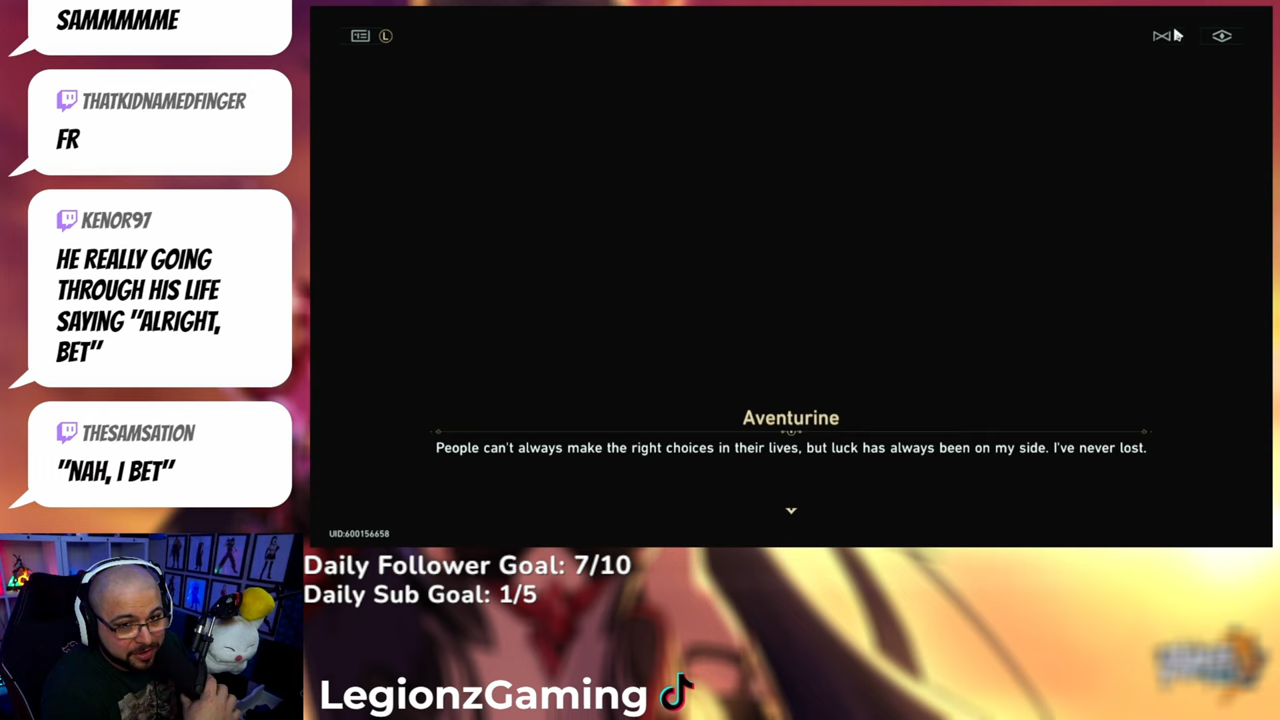 SAMMMMME
THATKIDNAMEDFINGER
FR
KENOR97
HE REALLY GOING
THROUGH HIS LIFE
SAYING "ALRIGHT,
BET"
THESAMSATION
"NAH, I BET"
L
Aventurine
People can't always make the right choices in their lives, but luck has always been on my side. I've never lost.
UID:600156658
Daily Follower Goal: 7/10
Daily Sub Goal: 1/5
LegionzGaming